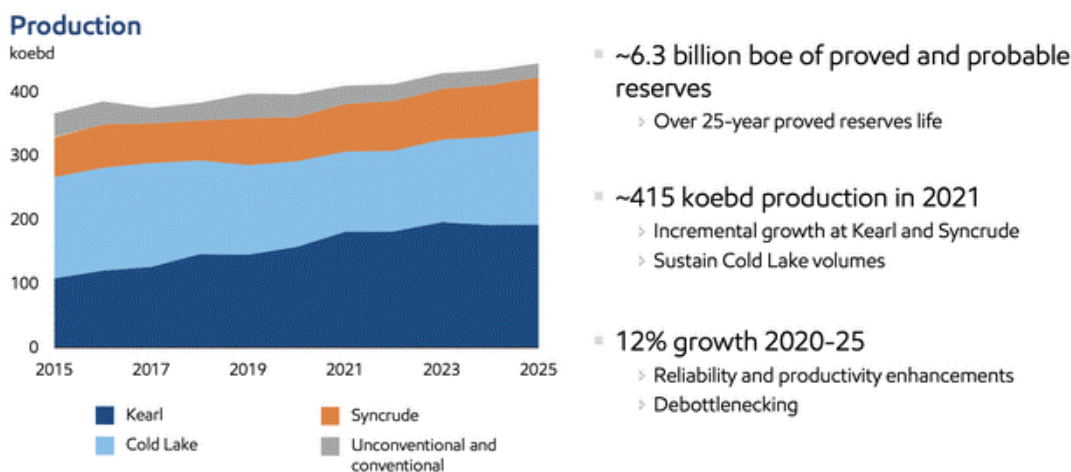 Production
koebd
400
300
200
100
0
2015 2017 2019 2021 2023 2025
Kearl
Cold Lake
Syncrude
Unconventional and
conventional
~6.3 billion boe of proved and probable
reserves
Over 25-year proved reserves life
~415 koebd production in 2021
Incremental growth at Kearl and Syncrude
Sustain Cold Lake volumes
12% growth 2020-25
Reliability and productivity enhancements
Debottlenecking